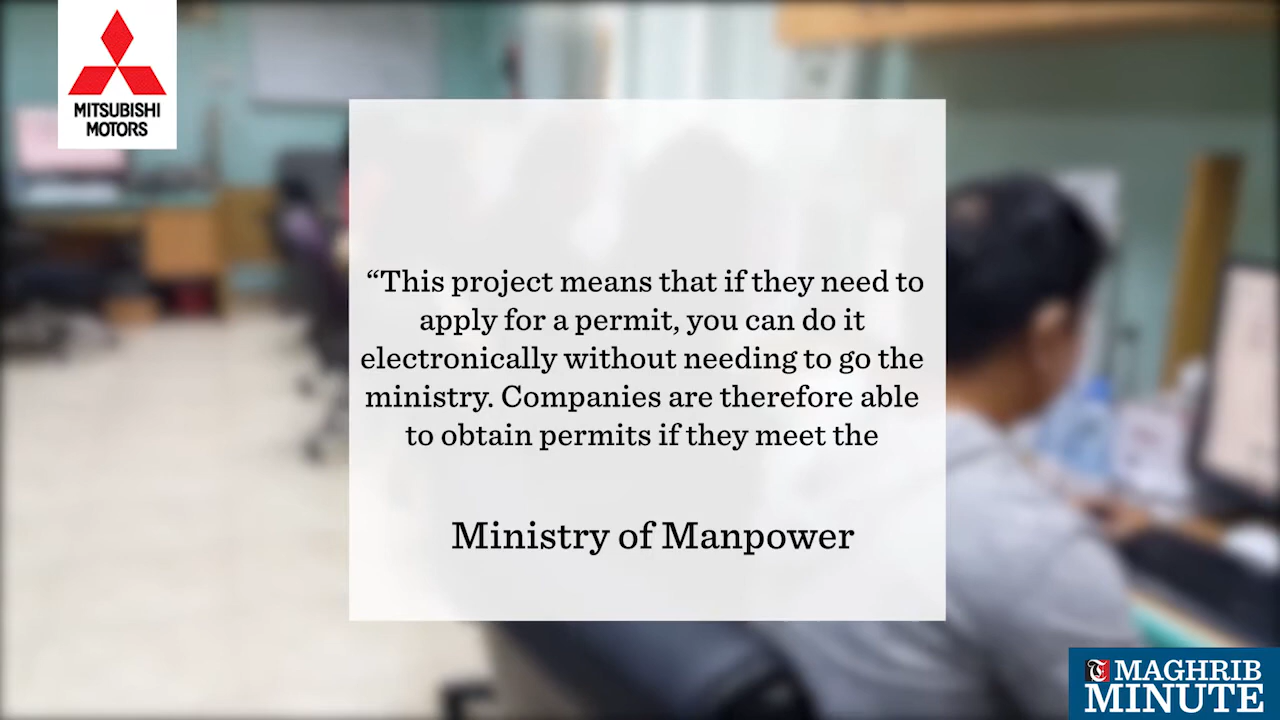 MITSUBISHI
MOTORS
“This project means that if they need to
apply for a permit, you can do it
electronically without needing to go the
ministry. Companies are therefore able
to obtain permits if they meet the
Ministry of Manpower
T MAGHRIB
MINUTE